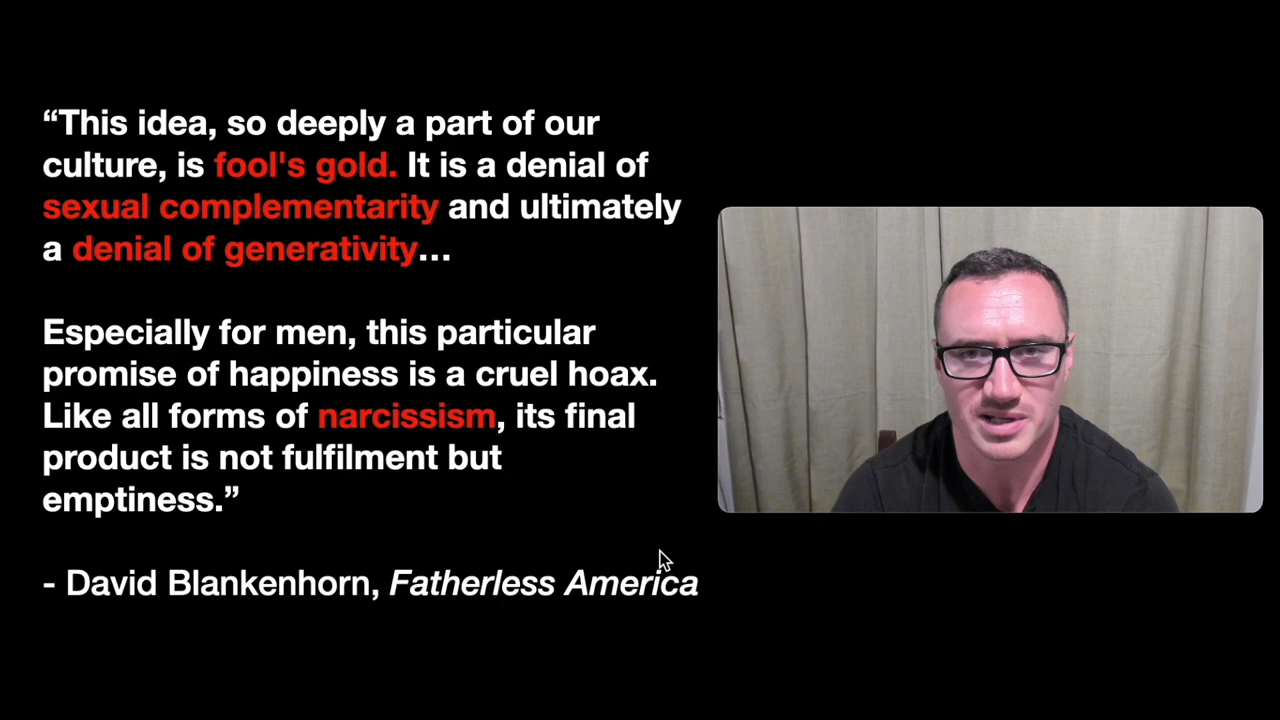 “This idea, so deeply a part of our
culture, is fool's gold. It is a denial of
sexual complementarity and ultimately
a denial of generativity…
Especially for men, this particular
promise of happiness is a cruel hoax.
Like all forms of narcissism, its final
product is not fulfilment but
emptiness.”
- David Blankenhorn, Fatherless America